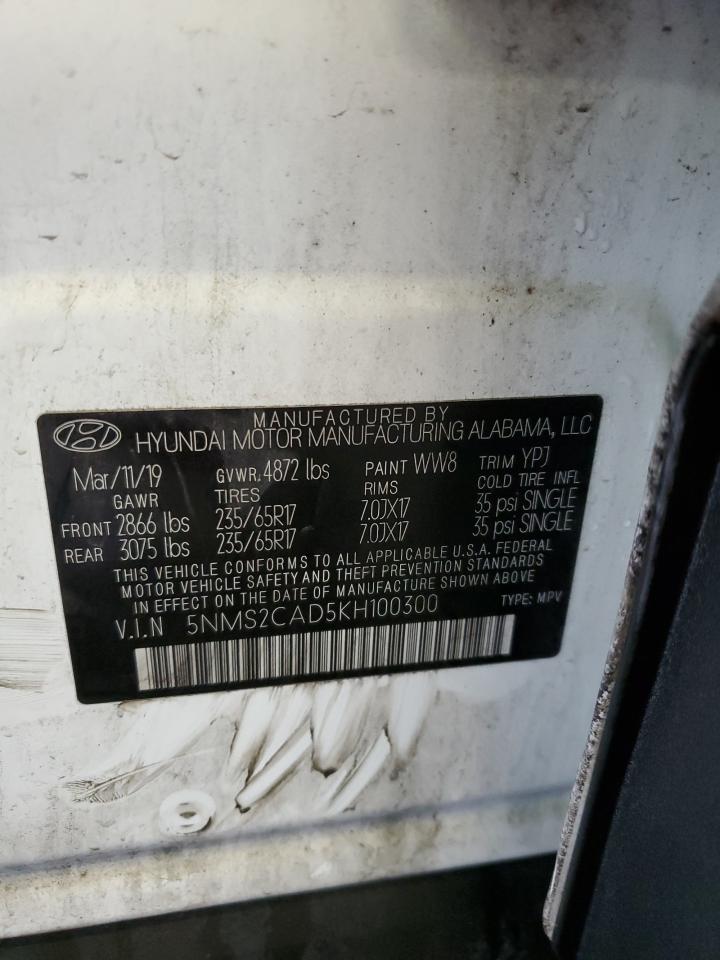 MANUFACTURED BY
HYUNDAI MOTOR MANUFACTURING ALABAMA, LLC
Mar/11/19 GVWR. 4872 lbs PAINT WW8 TRIM YPJ
GAWR TIRES RIMS COLD TIRE INFL
FRONT 2866 lbs 235/65R17 7.0JX17 35 psi SINGLE
REAR 3075 lbs 235/65R17 7.0JX17 35 psi SINGLE
THIS VEHICLE CONFORMS TO ALL APPLICABLE U.S.A. FEDERAL
MOTOR VEHICLE SAFETY AND THEFT PREVENTION STANDARDS
IN EFFECT ON THE DATE OF MANUFACTURE SHOWN ABOVE
V.I.N 5NMS2CAD5KH100300 TYPE: MPV